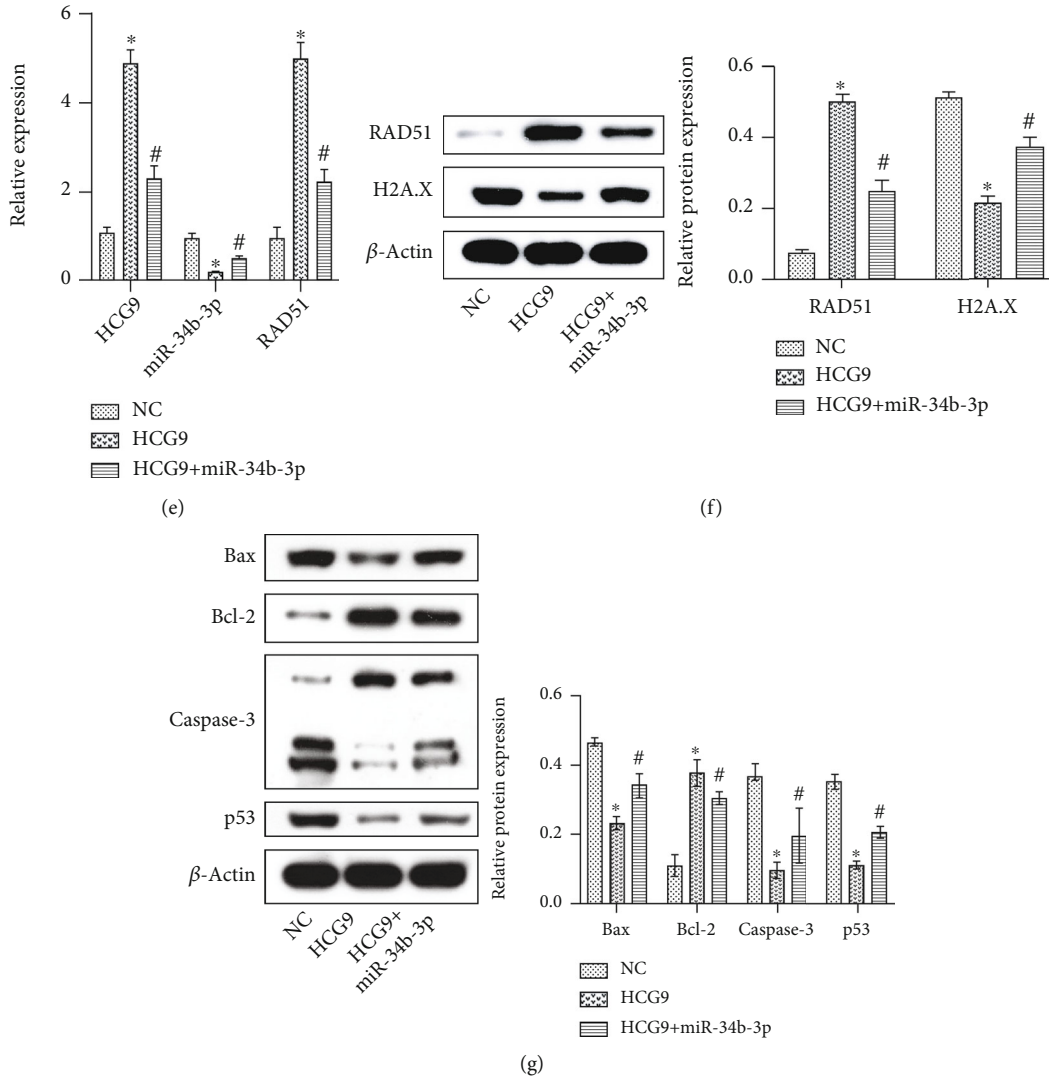 6
4
2
0
Relative expression
*
#
*
#
*
#
HCG9
miR-34b-3p
RAD51
NC
HCG9
HCG9+miR-34b-3p
(e)
RAD51
H2A.X
β-Actin
NC
HCG9
HCG9+
miR-34b-3p
0.6
0.4
0.2
0.0
Relative protein expression
*
#
*
#
RAD51
H2A.X
NC
HCG9
HCG9+miR-34b-3p
(f)
Bax
Bcl-2
Caspase-3
p53
β-Actin
NC
HCG9
HCG9+
miR-34b-3p
0.6
0.4
0.2
0.0
Relative protein expression
*
#
*
#
*
#
*
#
Bax
Bcl-2
Caspase-3
p53
NC
HCG9
HCG9+miR-34b-3p
(g)